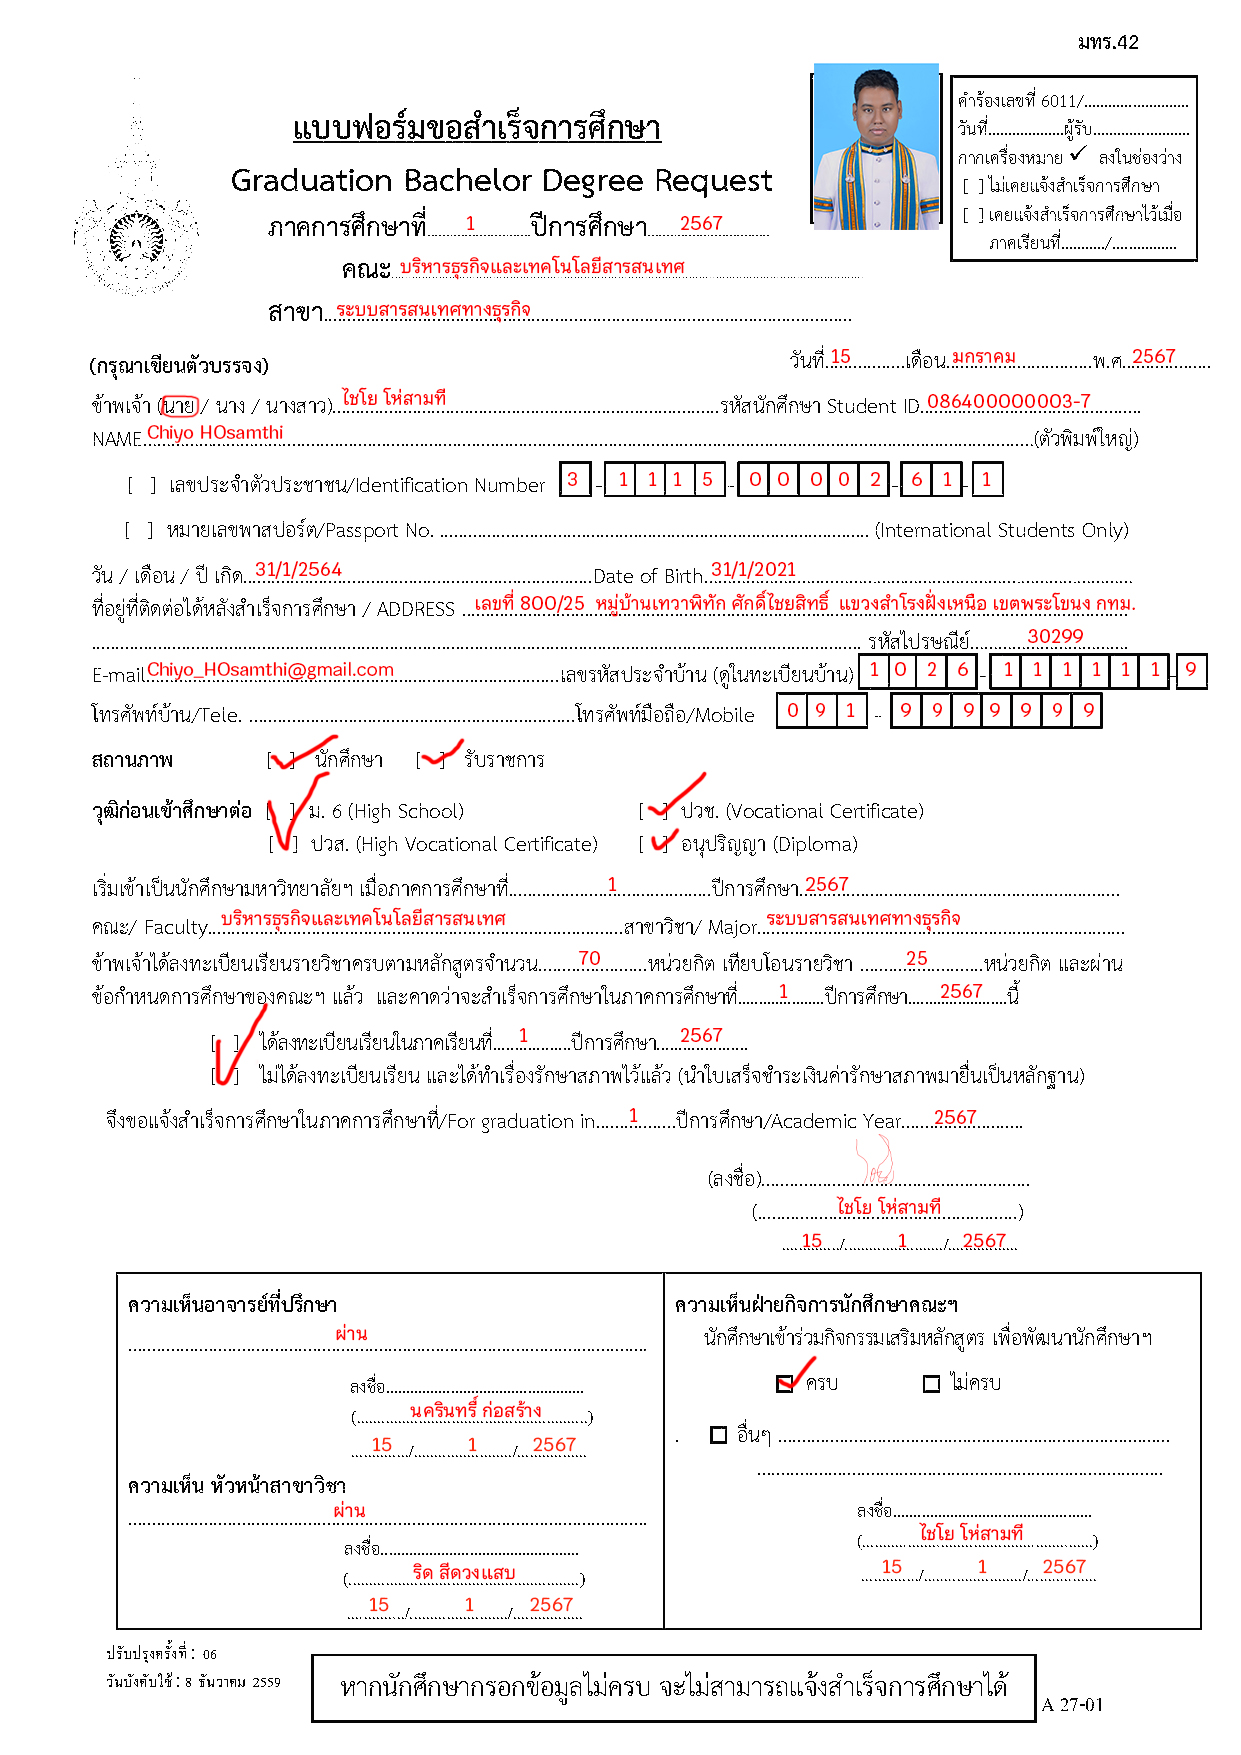 มทร.42
คำร้องเลขที่ 6011/..........................
วันที่...................ผู้รับ........................
กาเครื่องหมาย ✓ ลงในช่องว่าง
[ ] ไม่เคยแจ้งสำเร็จการศึกษา
[ ] เคยแจ้งสำเร็จการศึกษาไว้เมื่อ
ภาคเรียนที่.........../................
แบบฟอร์มขอสำเร็จการศึกษา
Graduation Bachelor Degree Request
ภาคการศึกษาที่ 1 ปีการศึกษา 2567
คณะ บริหารธุรกิจและเทคโนโลยีสารสนเทศ
สาขา ระบบสารสนเทศทางธุรกิจ
(กรุณาเขียนตัวบรรจง) วันที่ 15 เดือน มกราคม พ.ศ. 2567
ข้าพเจ้า (นาย / นาง / นางสาว) ไชโย โห่สามที รหัสนักศึกษา Student ID. 086400000003-7
NAME Chiyo HOsamthi (ตัวพิมพ์ใหญ่)
[ ] เลขประจำตัวประชาชน/Identification Number 3 - 1 1 1 5 - 0 0 0 0 2 - 6 1 - 1
[ ] หมายเลขพาสปอร์ต/Passport No. .................... (International Students Only)
วัน / เดือน / ปี เกิด 31/1/2564 Date of Birth 31/1/2021
ที่อยู่ที่ติดต่อได้หลังสำเร็จการศึกษา / ADDRESS เลขที่ 800/25 หมู่บ้านเทวาพิทัก ศักดิ์ไชยสิทธิ์ แขวงสำโรงฝั่งเหนือ เขตพระโขนง กทม.
รหัสไปรษณีย์ 30299
E-mail Chiyo_HOsamthi@gmail.com เลขรหัสประจำบ้าน (ดูในทะเบียนบ้าน) 1 0 2 6 - 1 1 1 1 1 1 - 9
โทรศัพท์บ้าน/Tele. .................... โทรศัพท์มือถือ/Mobile 0 9 1 - 9 9 9 9 9 9 9
สถานภาพ [✓] นักศึกษา [✓] รับราชการ
วุฒิก่อนเข้าศึกษาต่อ [✓] ม. 6 (High School) [✓] ปวช. (Vocational Certificate)
[✓] ปวส. (High Vocational Certificate) [✓] อนุปริญญา (Diploma)
เริ่มเข้าเป็นนักศึกษามหาวิทยาลัยฯ เมื่อภาคการศึกษาที่ 1 ปีการศึกษา 2567
คณะ/ Faculty บริหารธุรกิจและเทคโนโลยีสารสนเทศ สาขาวิชา/ Major ระบบสารสนเทศทางธุรกิจ
ข้าพเจ้าได้ลงทะเบียนเรียนรายวิชาครบตามหลักสูตรจำนวน 70 หน่วยกิต เทียบโอนรายวิชา 25 หน่วยกิต และผ่าน
ข้อกำหนดการศึกษาของคณะฯ แล้ว และคาดว่าจะสำเร็จการศึกษาในภาคการศึกษาที่ 1 ปีการศึกษา 2567 นี้
[✓] ได้ลงทะเบียนเรียนในภาคเรียนที่ 1 ปีการศึกษา 2567
[✓] ไม่ได้ลงทะเบียนเรียน และได้ทำเรื่องรักษาสภาพไว้แล้ว (นำใบเสร็จชำระเงินค่ารักษาสภาพมายื่นเป็นหลักฐาน)
จึงขอแจ้งสำเร็จการศึกษาในภาคการศึกษาที่/For graduation in 1 ปีการศึกษา/Academic Year 2567
(ลงชื่อ)....................
( ไชโย โห่สามที )
15 / 1 / 2567
ความเห็นอาจารย์ที่ปรึกษา
ผ่าน
ลงชื่อ....................
( นครินทรี์ ก่อสร้าง )
15 / 1 / 2567
ความเห็น หัวหน้าสาขาวิชา
ผ่าน
ลงชื่อ....................
( ริด สีดวงแสบ )
15 / 1 / 2567
ความเห็นฝ่ายกิจการนักศึกษาคณะฯ
นักศึกษาเข้าร่วมกิจกรรมเสริมหลักสูตร เพื่อพัฒนานักศึกษาฯ
☑ ครบ ☐ ไม่ครบ
. ☐ อื่นๆ ....................
ลงชื่อ....................
( ไชโย โห่สามที )
15 / 1 / 2567
ปรับปรุงครั้งที่ : 06
วันบังคับใช้ : 8 ธันวาคม 2559
หากนักศึกษากรอกข้อมูลไม่ครบ จะไม่สามารถแจ้งสำเร็จการศึกษาได้
A 27-01